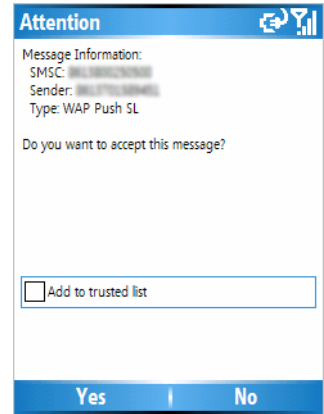 Attention
Message Information:
SMSC:
Sender:
Type: WAP Push SL
Do you want to accept this message?
Add to trusted list
Yes
No